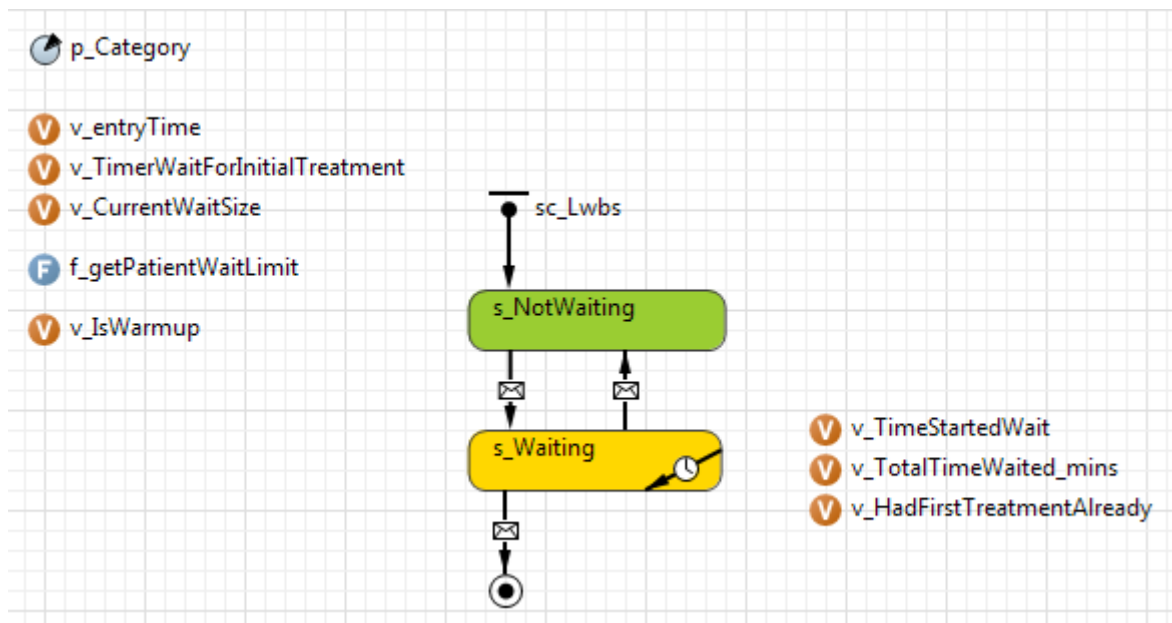 p_Category
v_entryTime
v_TimerWaitForInitialTreatment
v_CurrentWaitSize
f_getPatientWaitLimit
v_IsWarmup
sc_Lwbs
s_NotWaiting
s_Waiting
v_TimeStartedWait
v_TotalTimeWaited_mins
v_HadFirstTreatmentAlready